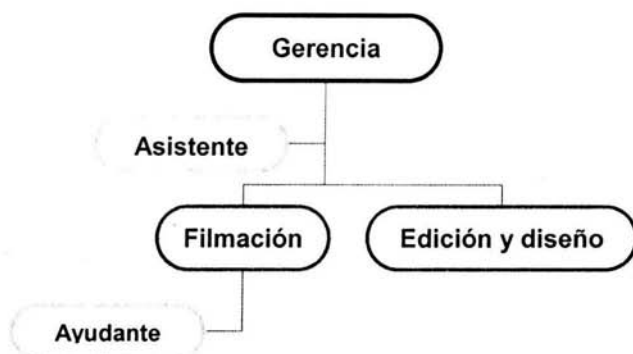 Gerencia
Asistente
Filmación
Edición y diseño
Ayudante